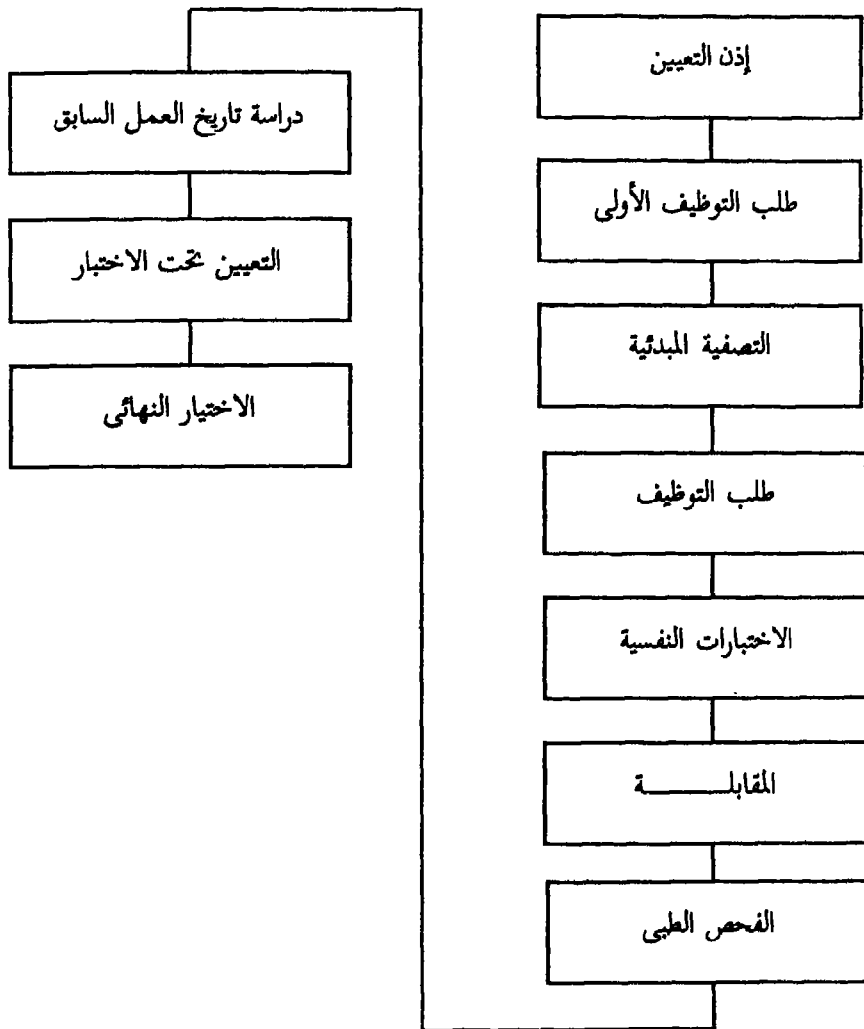 إذن التعيين
طلب التوظيف الأولى
التصفية المبدئية
طلب التوظيف
الاختبارات النفسية
المقابلـــــــــة
الفحص الطبى
دراسة تاريخ العمل السابق
التعيين تحت الاختبار
الاختيار النهائى